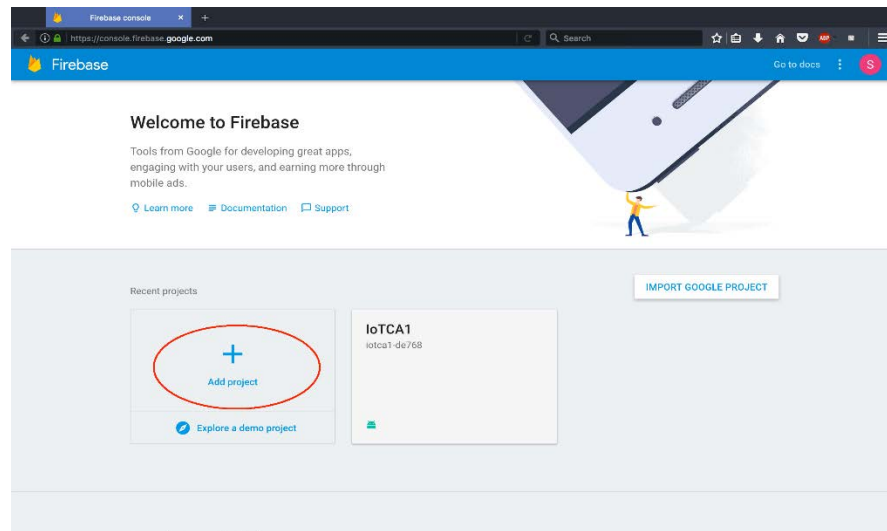 Firebase console
https://console.firebase.google.com
Search
ABP
Firebase
Go to docs
S
Welcome to Firebase
Tools from Google for developing great apps,
engaging with your users, and earning more through
mobile ads.
Learn more Documentation Support
Recent projects
IMPORT GOOGLE PROJECT
Add project
Explore a demo project
IoTCA1
iotca1-de768